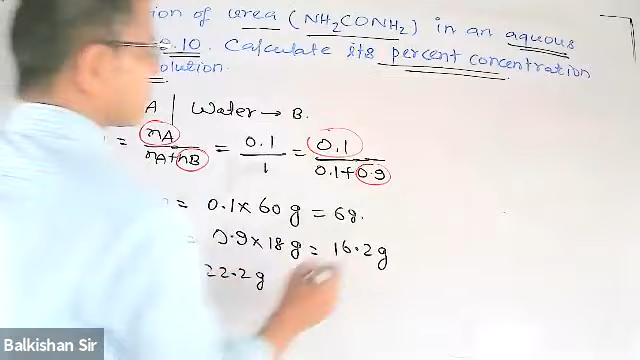 ion of urea (NH₂CONH₂) in an aqueous
0.10. Calculate its percent concentration
solution.
A | Water → B.
= nA / nA+nB = 0.1 / 1 = 0.1 / 0.1+0.9
= 0.1 × 60 g = 6g.
= 0.9 × 18 g = 16.2 g
22.2 g
Balkishan Sir